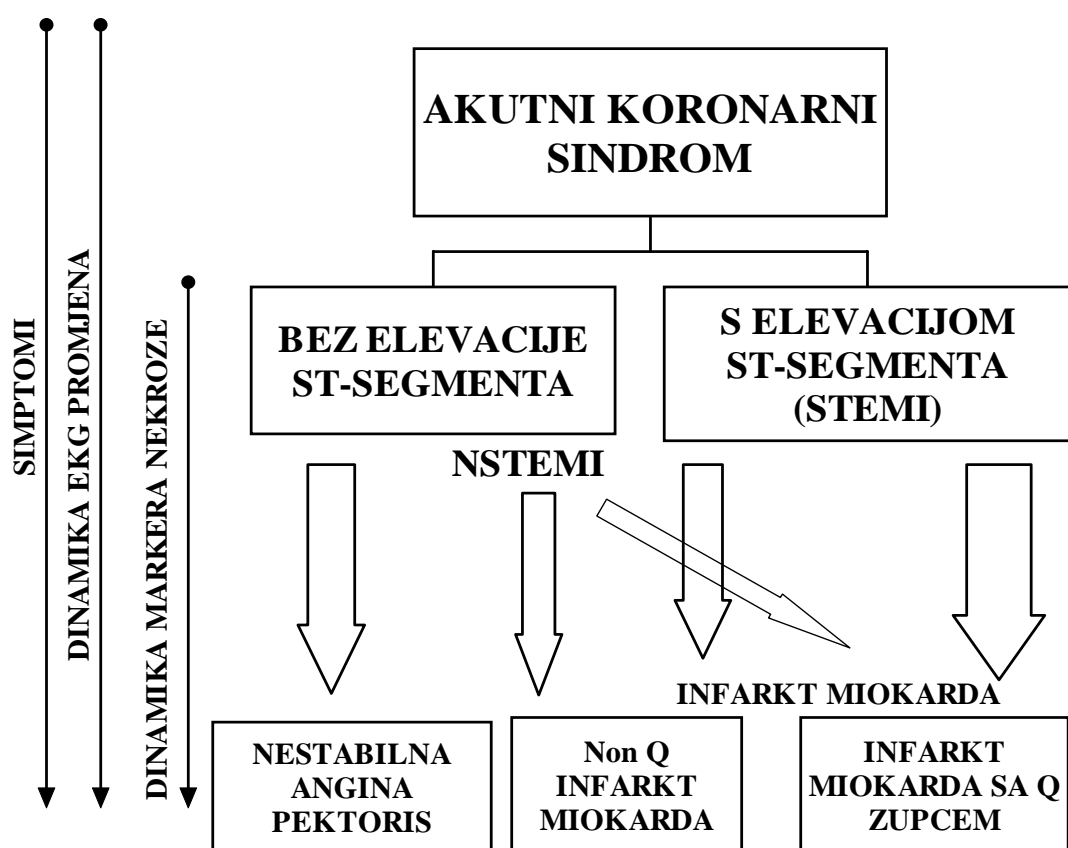 AKUTNI KORONARNI
SINDROM
SIMPTOMI
DINAMIKA EKG PROMJENA
DINAMIKA MARKERA NEKROZE
BEZ ELEVACIJE
ST-SEGMENTA
S ELEVACIJOM
ST-SEGMENTA
(STEMI)
NSTEMI
INFARKT MIOKARDA
NESTABILNA
ANGINA
PEKTORIS
Non Q
INFARKT
MIOKARDA
INFARKT
MIOKARDA SA Q
ZUPCEM